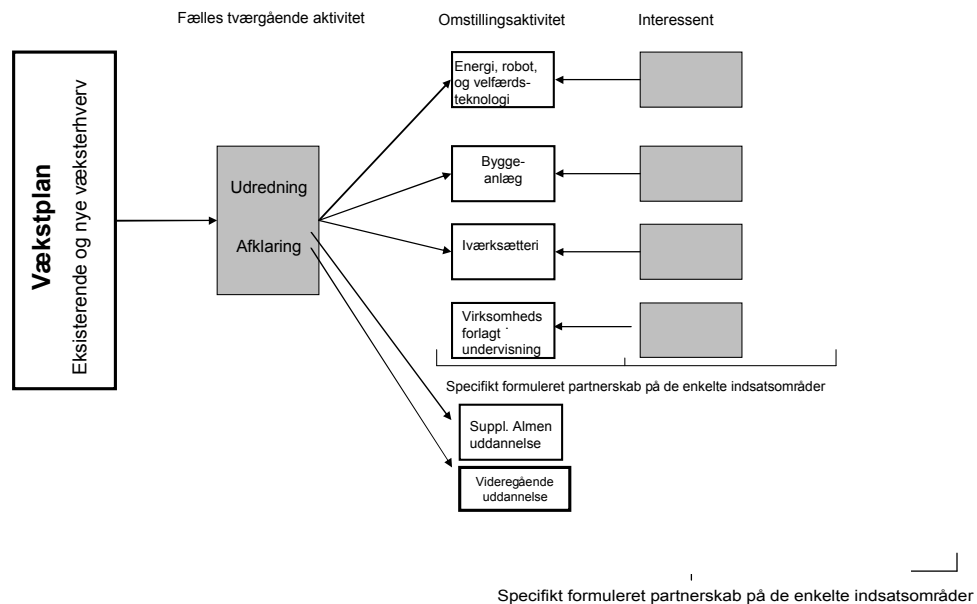 Fælles tværgående aktivitet
Omstillingsaktivitet
Interessent
Vækstplan
Eksisterende og nye væksterhverv
Udredning
Afklaring
Energi, robot,
og velfærds-
teknologi
Bygge-
anlæg
Iværksætteri
Virksomheds
forlagt
undervisning
Specifikt formuleret partnerskab på de enkelte indsatsområder
Suppl. Almen
uddannelse
Videregående
uddannelse
Specifikt formuleret partnerskab på de enkelte indsatsområder